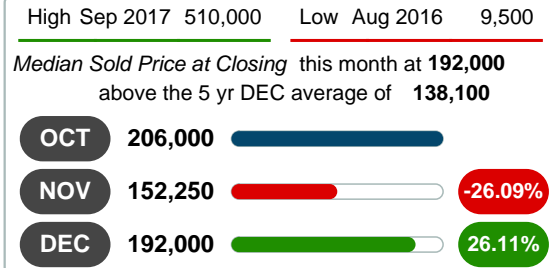 High Sep 2017 510,000 Low Aug 2016 9,500
Median Sold Price at Closing this month at 192,000
above the 5 yr DEC average of 138,100
OCT 206,000
NOV 152,250 -26.09%
DEC 192,000 26.11%